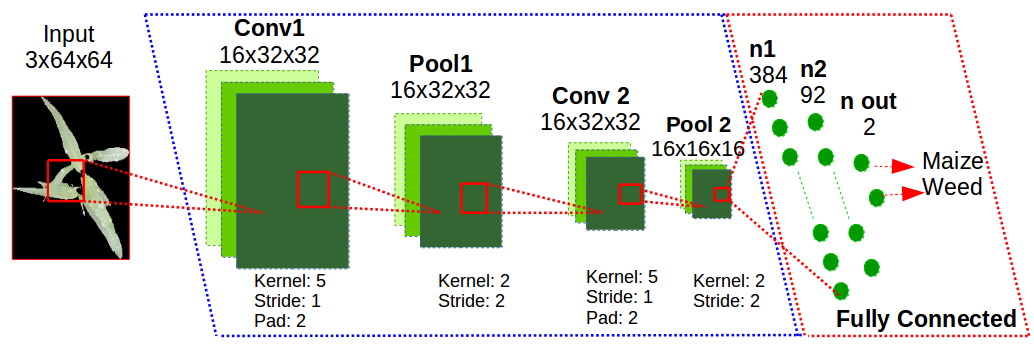 Input
3x64x64
Conv1
16x32x32
Pool1
16x32x32
Conv 2
16x32x32
Pool 2
16x16x16
n1
384
n2
92
n out
2
Maize
Weed
Kernel: 5
Stride: 1
Pad: 2
Kernel: 2
Stride: 2
Kernel: 5
Stride: 1
Pad: 2
Kernel: 2
Stride: 2
Fully Connected